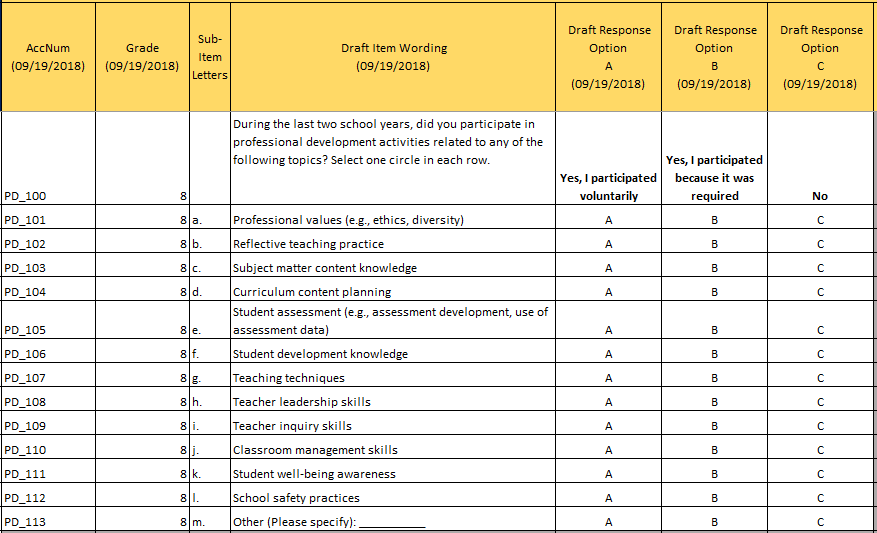 AccNum
(09/19/2018)
Grade
(09/19/2018)
Sub-
Item
Letters
Draft Item Wording
(09/19/2018)
Draft Response
Option
A
(09/19/2018)
Draft Response
Option
B
(09/19/2018)
Draft Response
Option
C
(09/19/2018)
During the last two school years, did you participate in
professional development activities related to any of the
following topics? Select one circle in each row.
PD_100 8
Yes, I participated
voluntarily
Yes, I participated
because it was
required
No
PD_101 8 a. Professional values (e.g., ethics, diversity) A B C
PD_102 8 b. Reflective teaching practice A B C
PD_103 8 c. Subject matter content knowledge A B C
PD_104 8 d. Curriculum content planning A B C
Student assessment (e.g., assessment development, use of
PD_105 8 e. assessment data) A B C
PD_106 8 f. Student development knowledge A B C
PD_107 8 g. Teaching techniques A B C
PD_108 8 h. Teacher leadership skills A B C
PD_109 8 i. Teacher inquiry skills A B C
PD_110 8 j. Classroom management skills A B C
PD_111 8 k. Student well-being awareness A B C
PD_112 8 l. School safety practices A B C
PD_113 8 m. Other (Please specify): __________ A B C